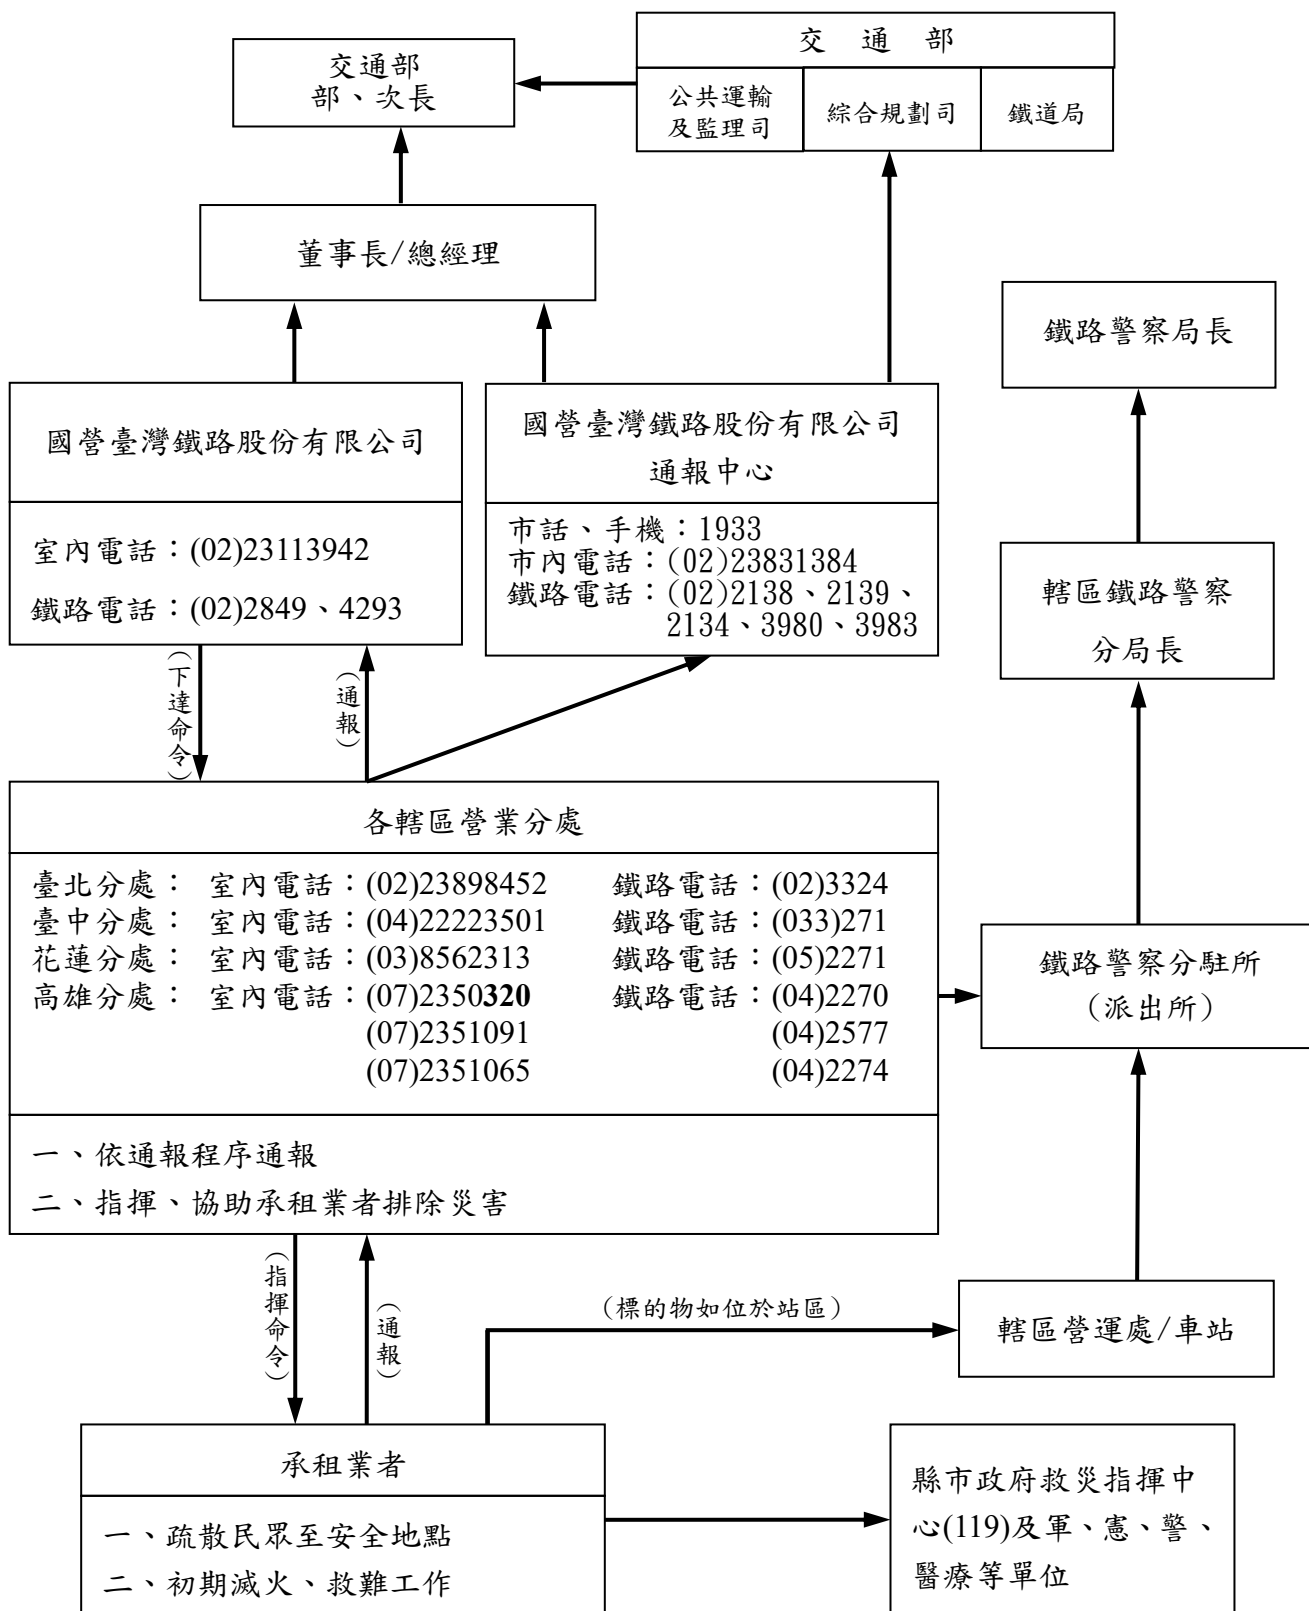 交通部
公共運輸
及監理司
綜合規劃司
鐵道局
交通部
部、次長
董事長/總經理
國營臺灣鐵路股份有限公司
室內電話：(02)23113942
鐵路電話：(02)2849、4293
國營臺灣鐵路股份有限公司
通報中心
市話、手機：1933
市內電話：(02)23831384
鐵路電話：(02)2138、2139、
2134、3980、3983
鐵路警察局長
轄區鐵路警察
分局長
（下達命令）
（通報）
各轄區營業分處
臺北分處： 室內電話：(02)23898452 鐵路電話：(02)3324
臺中分處： 室內電話：(04)22223501 鐵路電話：(033)271
花蓮分處： 室內電話：(03)8562313 鐵路電話：(05)2271
高雄分處： 室內電話：(07)2350320 鐵路電話：(04)2270
(07)2351091 (04)2577
(07)2351065 (04)2274
一、依通報程序通報
二、指揮、協助承租業者排除災害
鐵路警察分駐所
（派出所）
（指揮命令）
（通報）
（標的物如位於站區）
轄區營運處/車站
承租業者
一、疏散民眾至安全地點
二、初期滅火、救難工作
縣市政府救災指揮中
心(119)及軍、憲、警、
醫療等單位